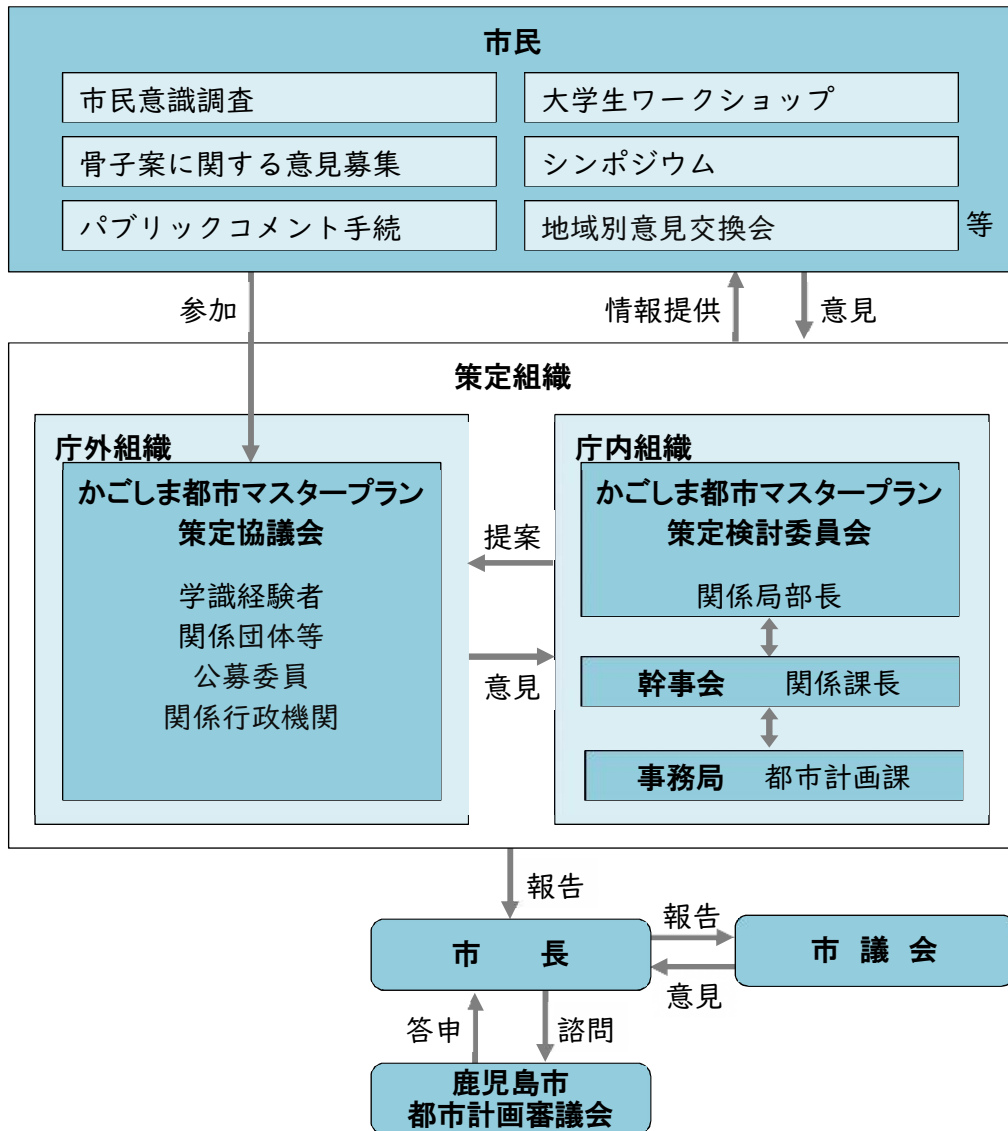 市民
市民意識調査
大学生ワークショップ
骨子案に関する意見募集
シンポジウム
パブリックコメント手続
地域別意見交換会
等
参加
情報提供
意見
策定組織
庁外組織
かごしま都市マスタープラン
策定協議会
学識経験者
関係団体等
公募委員
関係行政機関
提案
意見
庁内組織
かごしま都市マスタープラン
策定検討委員会
関係局部長
幹事会 関係課長
事務局 都市計画課
報告
市 長
報告
意見
市 議 会
答申
諮問
鹿児島市
都市計画審議会